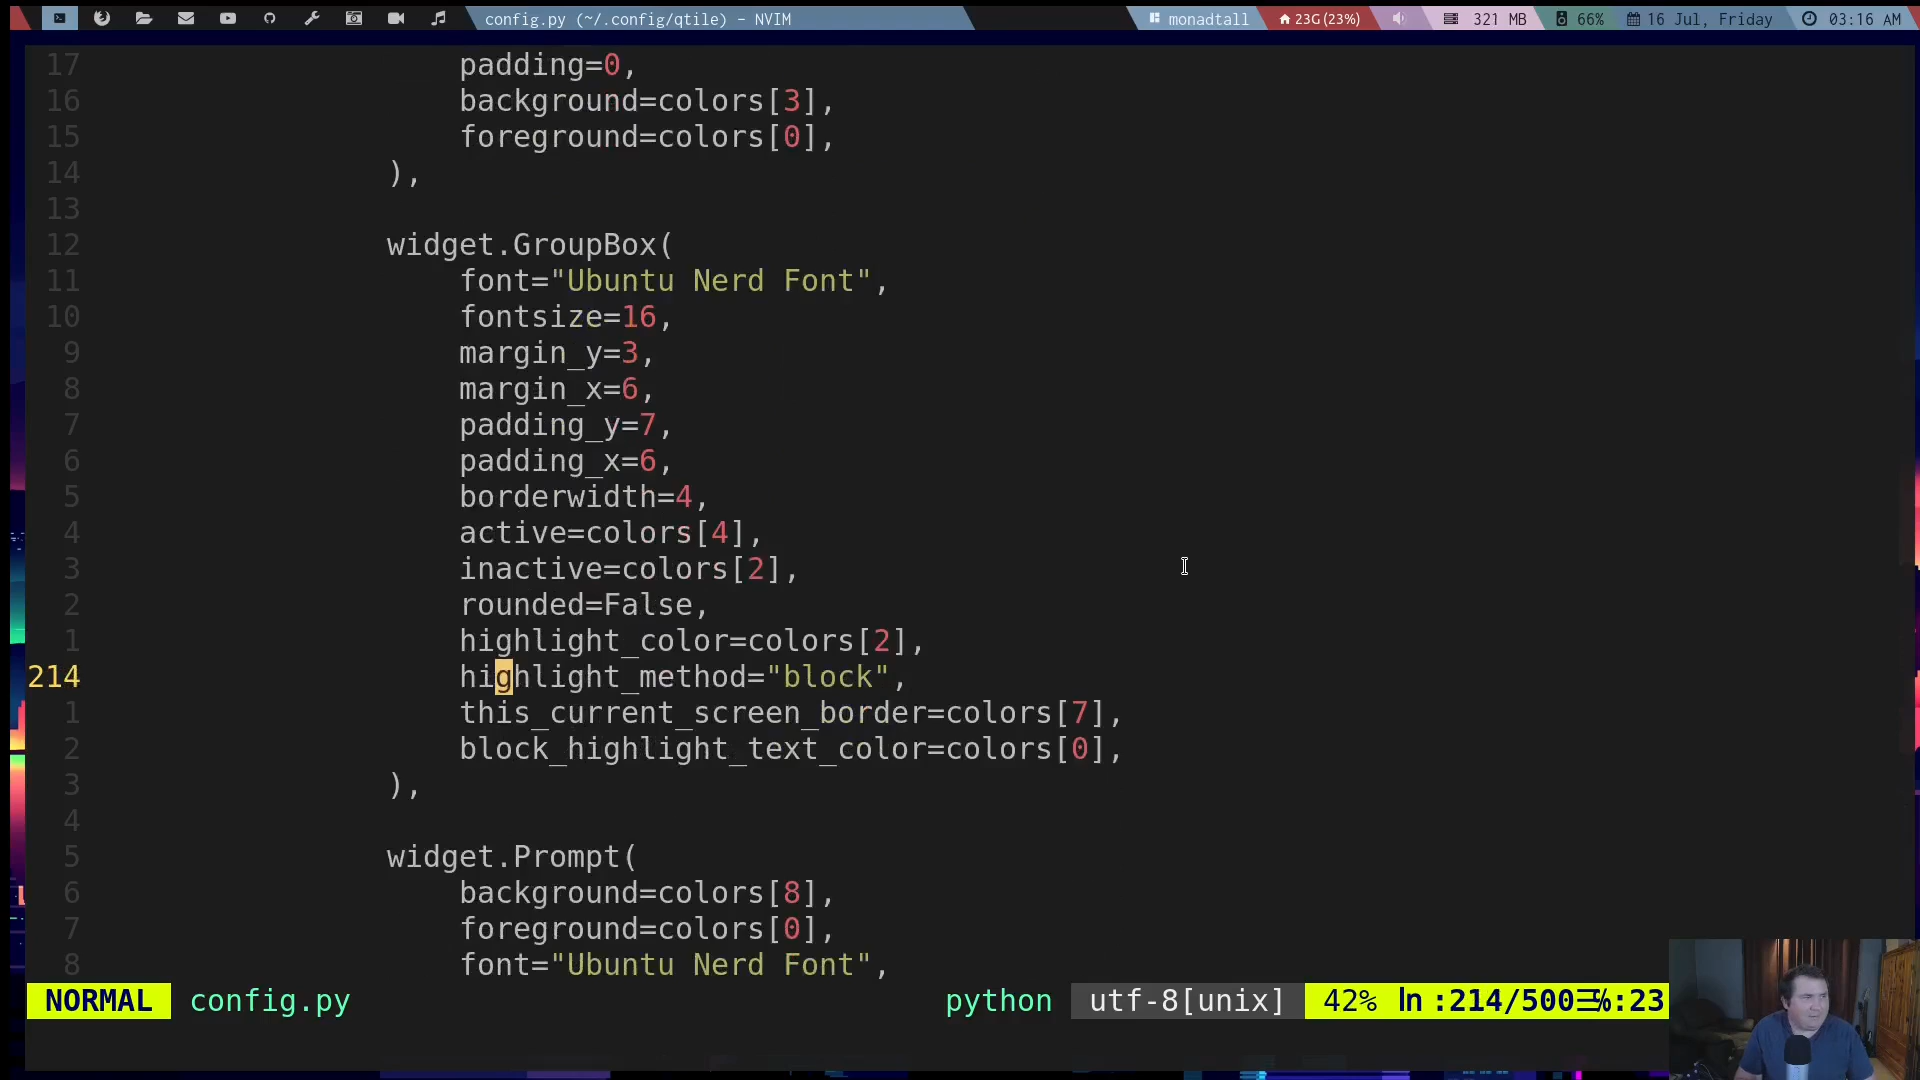 config.py (~/.config/qtile) - NVIM
monadtall
23G(23%)
321 MB
66%
16 Jul, Friday
03:16 AM
17 padding=0,
16 background=colors[3],
15 foreground=colors[0],
14 ),
13
12 widget.GroupBox(
11 font="Ubuntu Nerd Font",
10 fontsize=16,
9 margin_y=3,
8 margin_x=6,
7 padding_y=7,
6 padding_x=6,
5 borderwidth=4,
4 active=colors[4],
3 inactive=colors[2],
2 rounded=False,
1 highlight_color=colors[2],
214 highlight_method="block",
1 this_current_screen_border=colors[7],
2 block_highlight_text_color=colors[0],
3 ),
4
5 widget.Prompt(
6 background=colors[8],
7 foreground=colors[0],
8 font="Ubuntu Nerd Font",
NORMAL config.py python utf-8[unix] 42% ln :214/500☰%:23